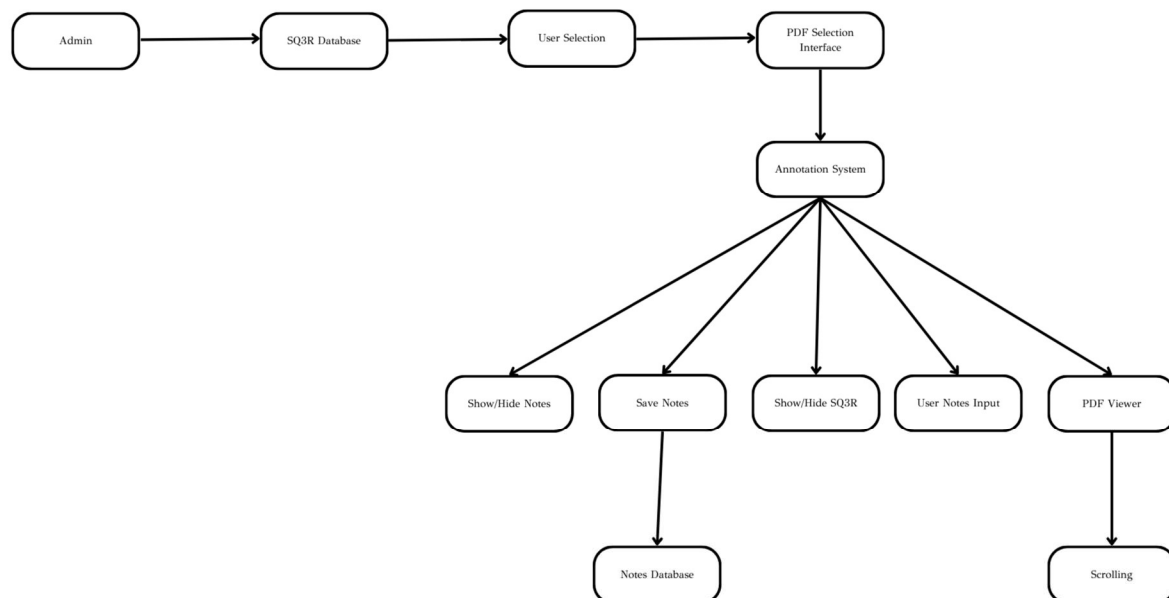 Admin
SQ3R Database
User Selection
PDF Selection
Interface
Annotation System
Show/Hide Notes
Save Notes
Show/Hide SQ3R
User Notes Input
PDF Viewer
Notes Database
Scrolling